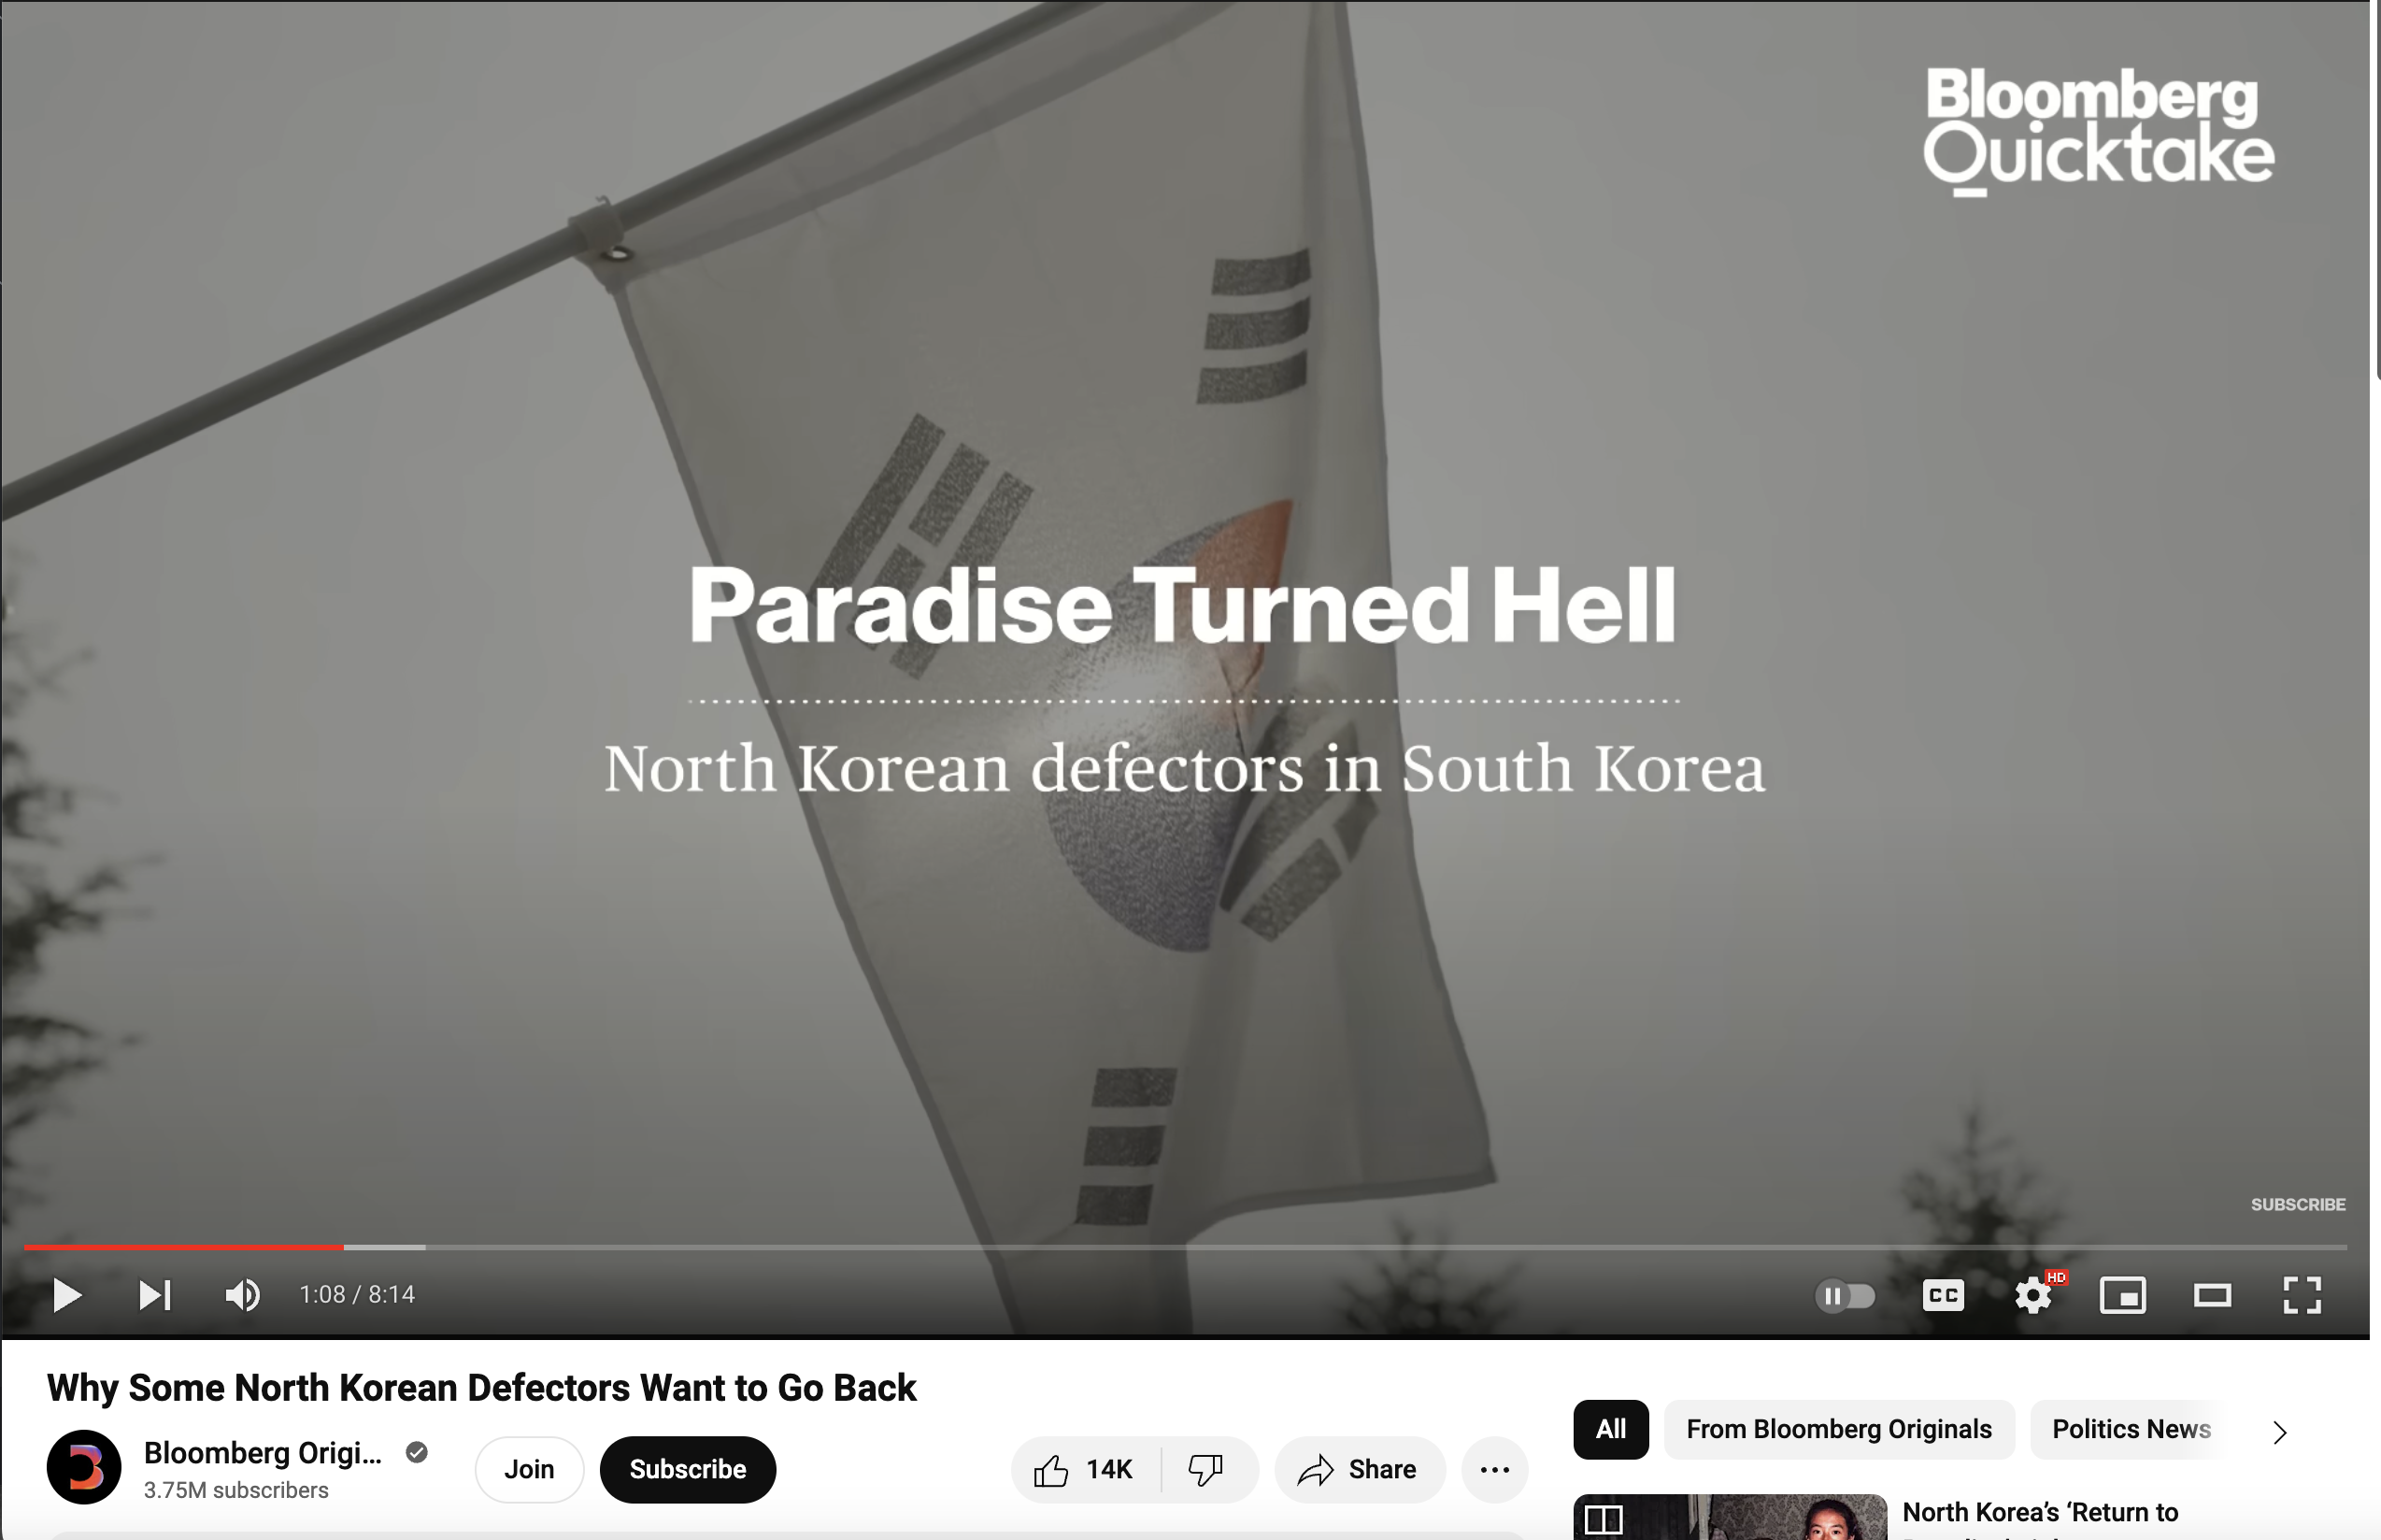 Bloomberg
Quicktake
Paradise Turned Hell
North Korean defectors in South Korea
SUBSCRIBE
1:08 / 8:14
CC
HD
Why Some North Korean Defectors Want to Go Back
Bloomberg Origi...
3.75M subscribers
Join
Subscribe
14K
Share
All
From Bloomberg Originals
Politics News
North Korea's ‘Return to